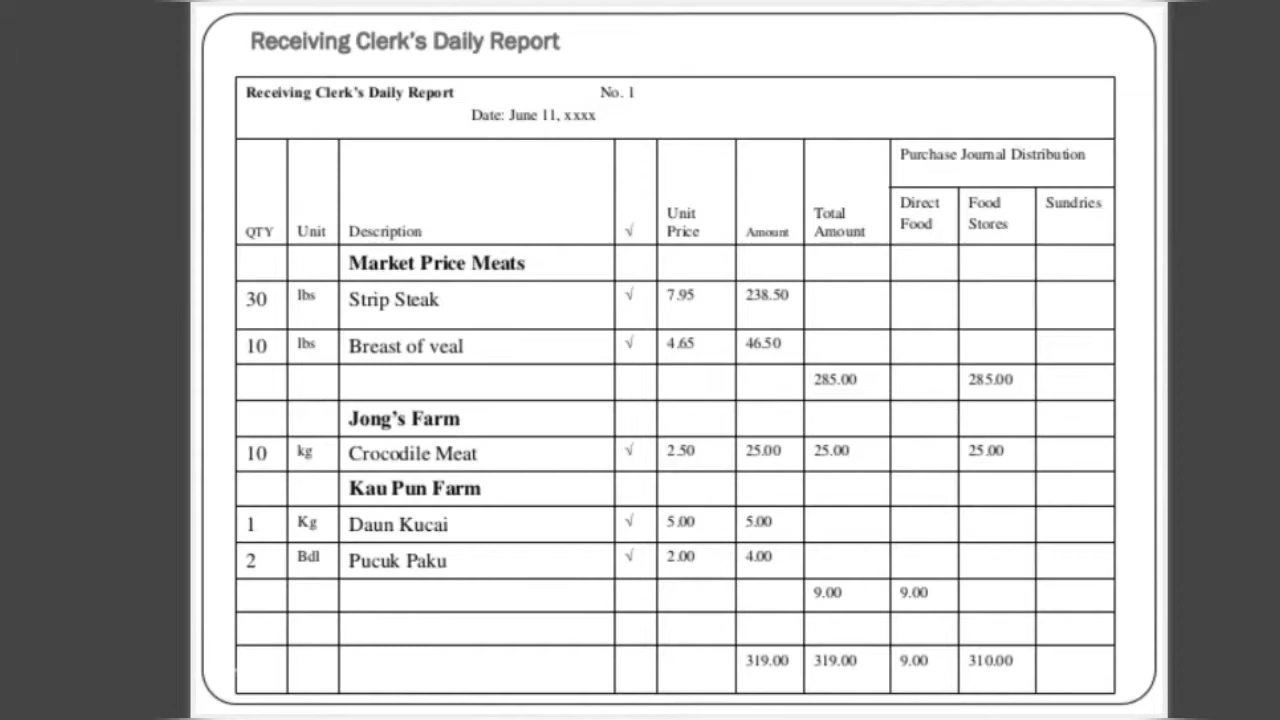 Receiving Clerk's Daily Report
Receiving Clerk's Daily Report No. 1
Date: June 11, xxxx
Purchase Journal Distribution
QTY Unit Description √ Unit Price Amount Total Amount Direct Food Food Stores Sundries
Market Price Meats
30 lbs Strip Steak √ 7.95 238.50
10 lbs Breast of veal √ 4.65 46.50
285.00 285.00
Jong's Farm
10 kg Crocodile Meat √ 2.50 25.00 25.00 25.00
Kau Pun Farm
1 Kg Daun Kucai √ 5.00 5.00
2 Bdl Pucuk Paku √ 2.00 4.00
9.00 9.00
319.00 319.00 9.00 310.00